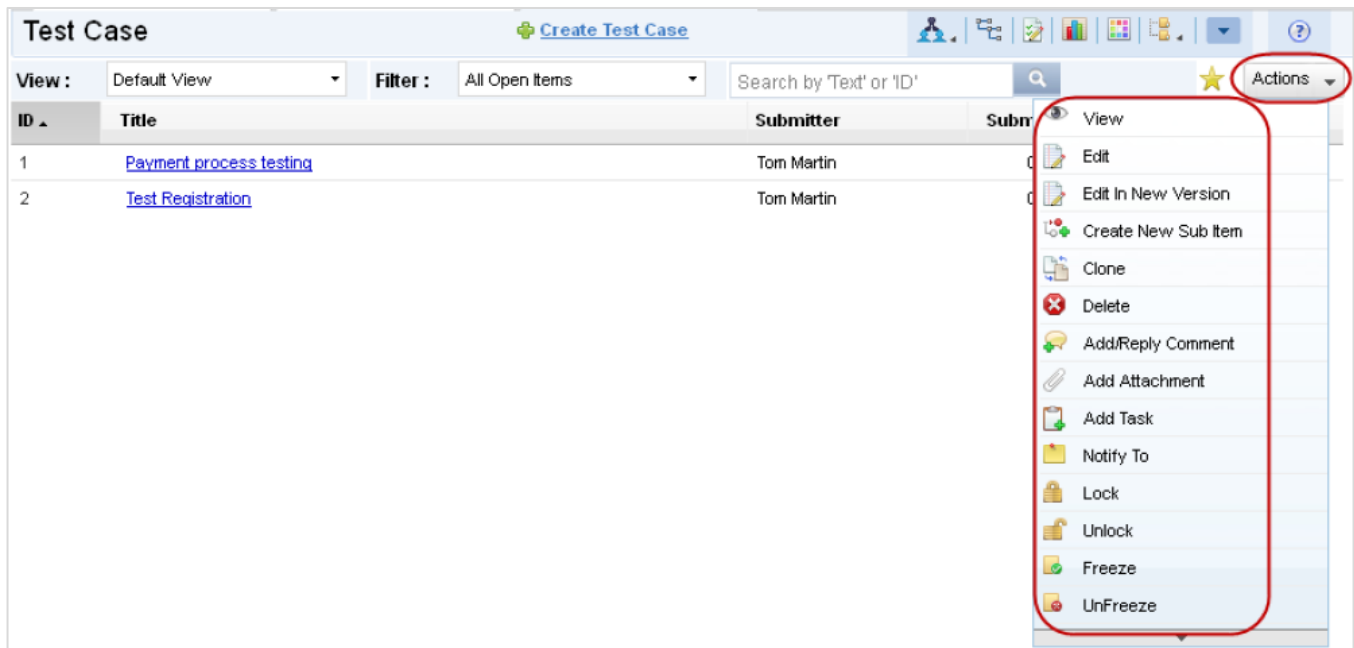 Test Case Create Test Case
View : Default View Filter : All Open Items Search by 'Text' or 'ID' Actions
ID Title Submitter Subm
View
1 Payment process testing Tom Martin
Edit
2 Test Registration Tom Martin
Edit In New Version
Create New Sub Item
Clone
Delete
Add/Reply Comment
Add Attachment
Add Task
Notify To
Lock
Unlock
Freeze
UnFreeze